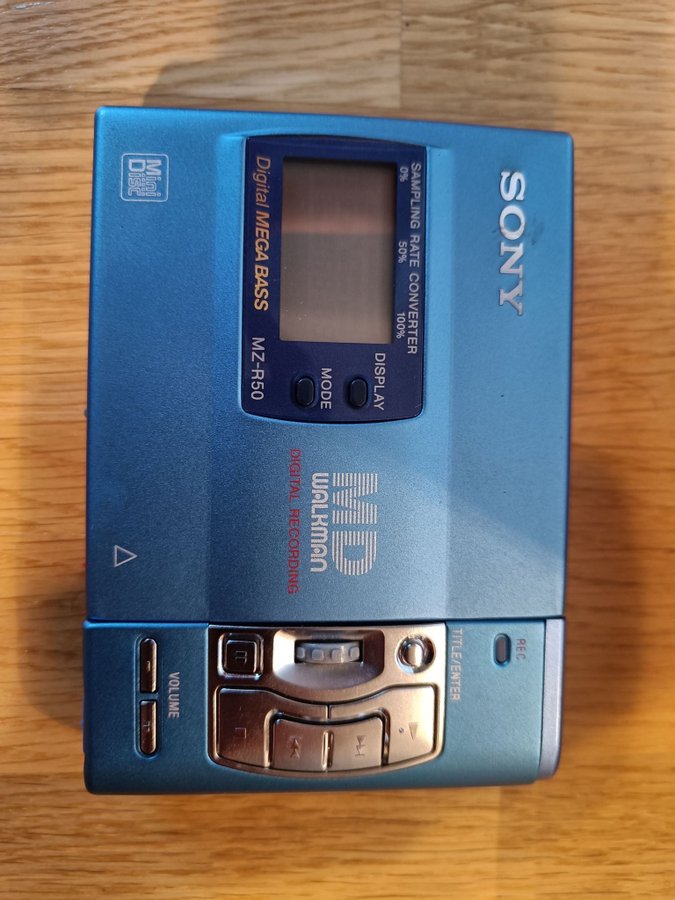 SONY
SAMPLING RATE CONVERTER
0% 50% 100%
DISPLAY
MODE
Digital MEGA BASS
MZ-R50
Mini
Disc
MD
WALKMAN
DIGITAL RECORDING
REC
TITLE/ENTER
VOLUME
- +